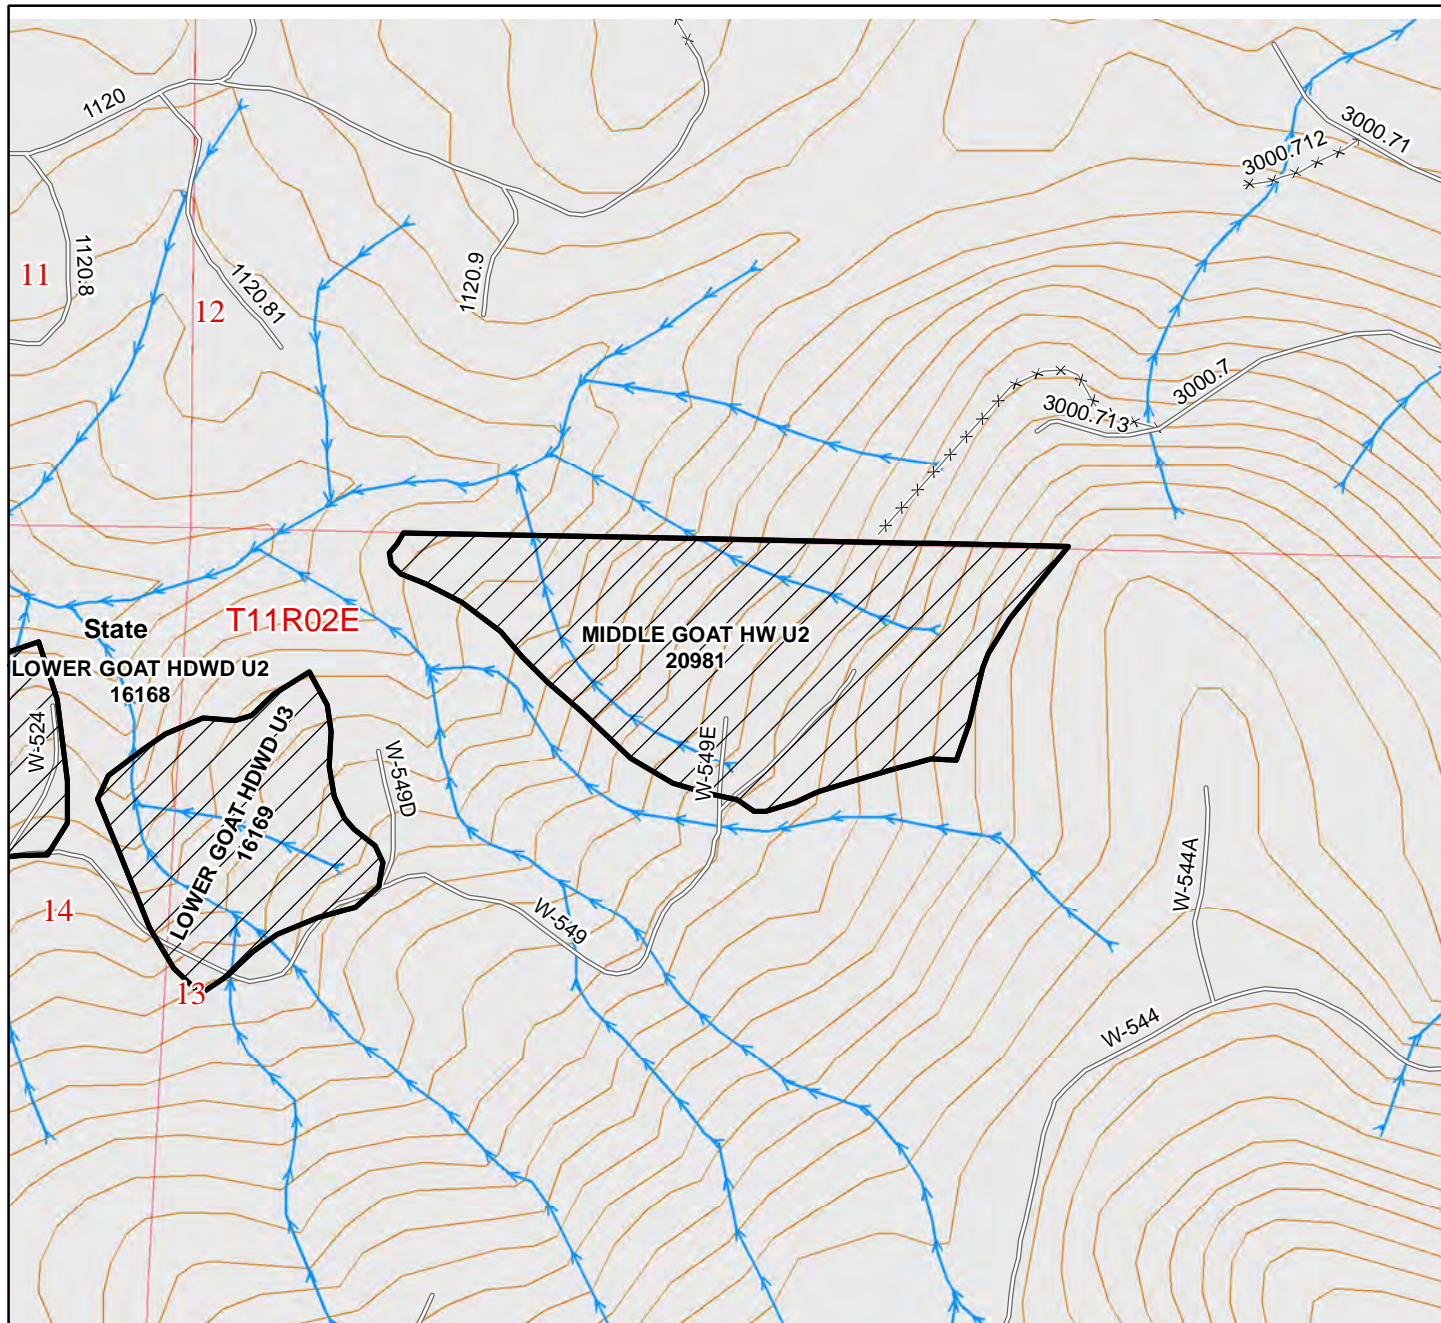 1120
3000.71
3000.712
11
1120.8
12
1120.81
1120.9
3000.7
3000.713
T11R02E
State
MIDDLE GOAT HW U2
20981
LOWER GOAT HDWD U2
16168
W-524
LOWER GOAT HDWD U3
16169
W-549D
W-549E
W-544A
14
W-549
13
W-544